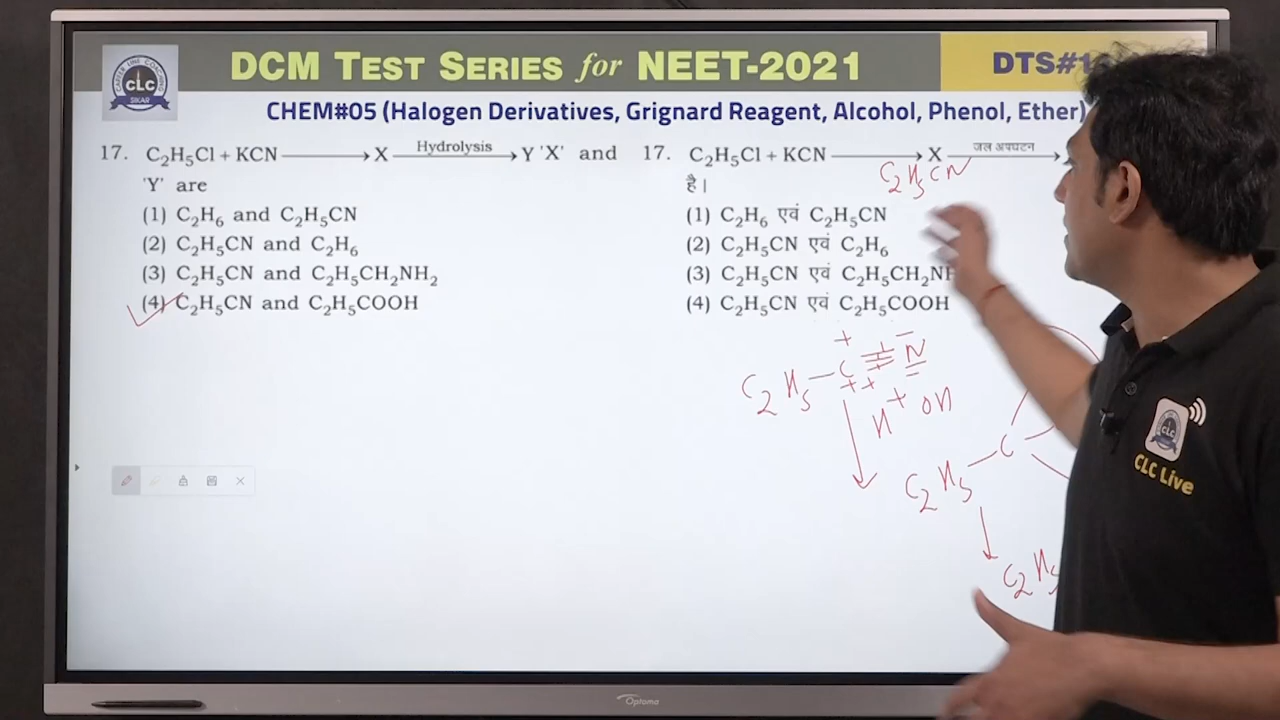 DCM TEST SERIES for NEET-2021
DTS#1
CLC
SIKAR
CHEM#05 (Halogen Derivatives, Grignard Reagent, Alcohol, Phenol, Ether)
17. C₂H₅Cl + KCN ⟶ X —Hydrolysis→ Y 'X' and
'Y' are
(1) C₂H₆ and C₂H₅CN
(2) C₂H₅CN and C₂H₆
(3) C₂H₅CN and C₂H₅CH₂NH₂
(4) C₂H₅CN and C₂H₅COOH
17. C₂H₅Cl + KCN ⟶ X —जल अपघटन→
C₂H₅CN
है।
(1) C₂H₆ एवं C₂H₅CN
(2) C₂H₅CN एवं C₂H₆
(3) C₂H₅CN एवं C₂H₅CH₂NH
(4) C₂H₅CN एवं C₂H₅COOH
C₂H₅—C≡N
H⁺ OH
C₂H₅—C
C₂H₅
CLC
CLC Live
Optoma